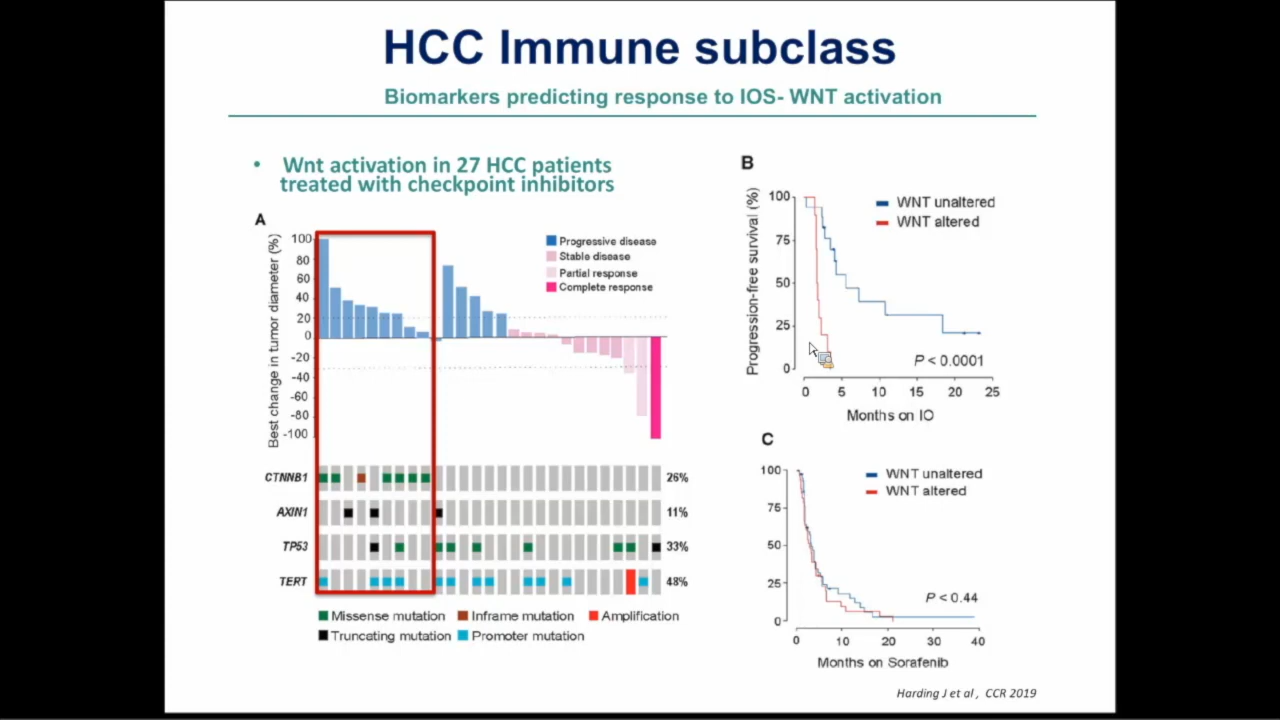 HCC Immune subclass
Biomarkers predicting response to IOS- WNT activation
• Wnt activation in 27 HCC patients
treated with checkpoint inhibitors
A
Best change in tumor diameter (%)
100
80
60
40
20
0
-20
-40
-60
-80
-100
Progressive disease
Stable disease
Partial response
Complete response
CTNNB1 26%
AXIN1 11%
TP53 33%
TERT 48%
Missense mutation Inframe mutation Amplification
Truncating mutation Promoter mutation
B
Progression-free survival (%)
100
75
50
25
0
WNT unaltered
WNT altered
P < 0.0001
0 5 10 15 20 25
Months on IO
C
100
75
50
25
0
WNT unaltered
WNT altered
P < 0.44
0 10 20 30 40
Months on Sorafenib
Harding J et al , CCR 2019